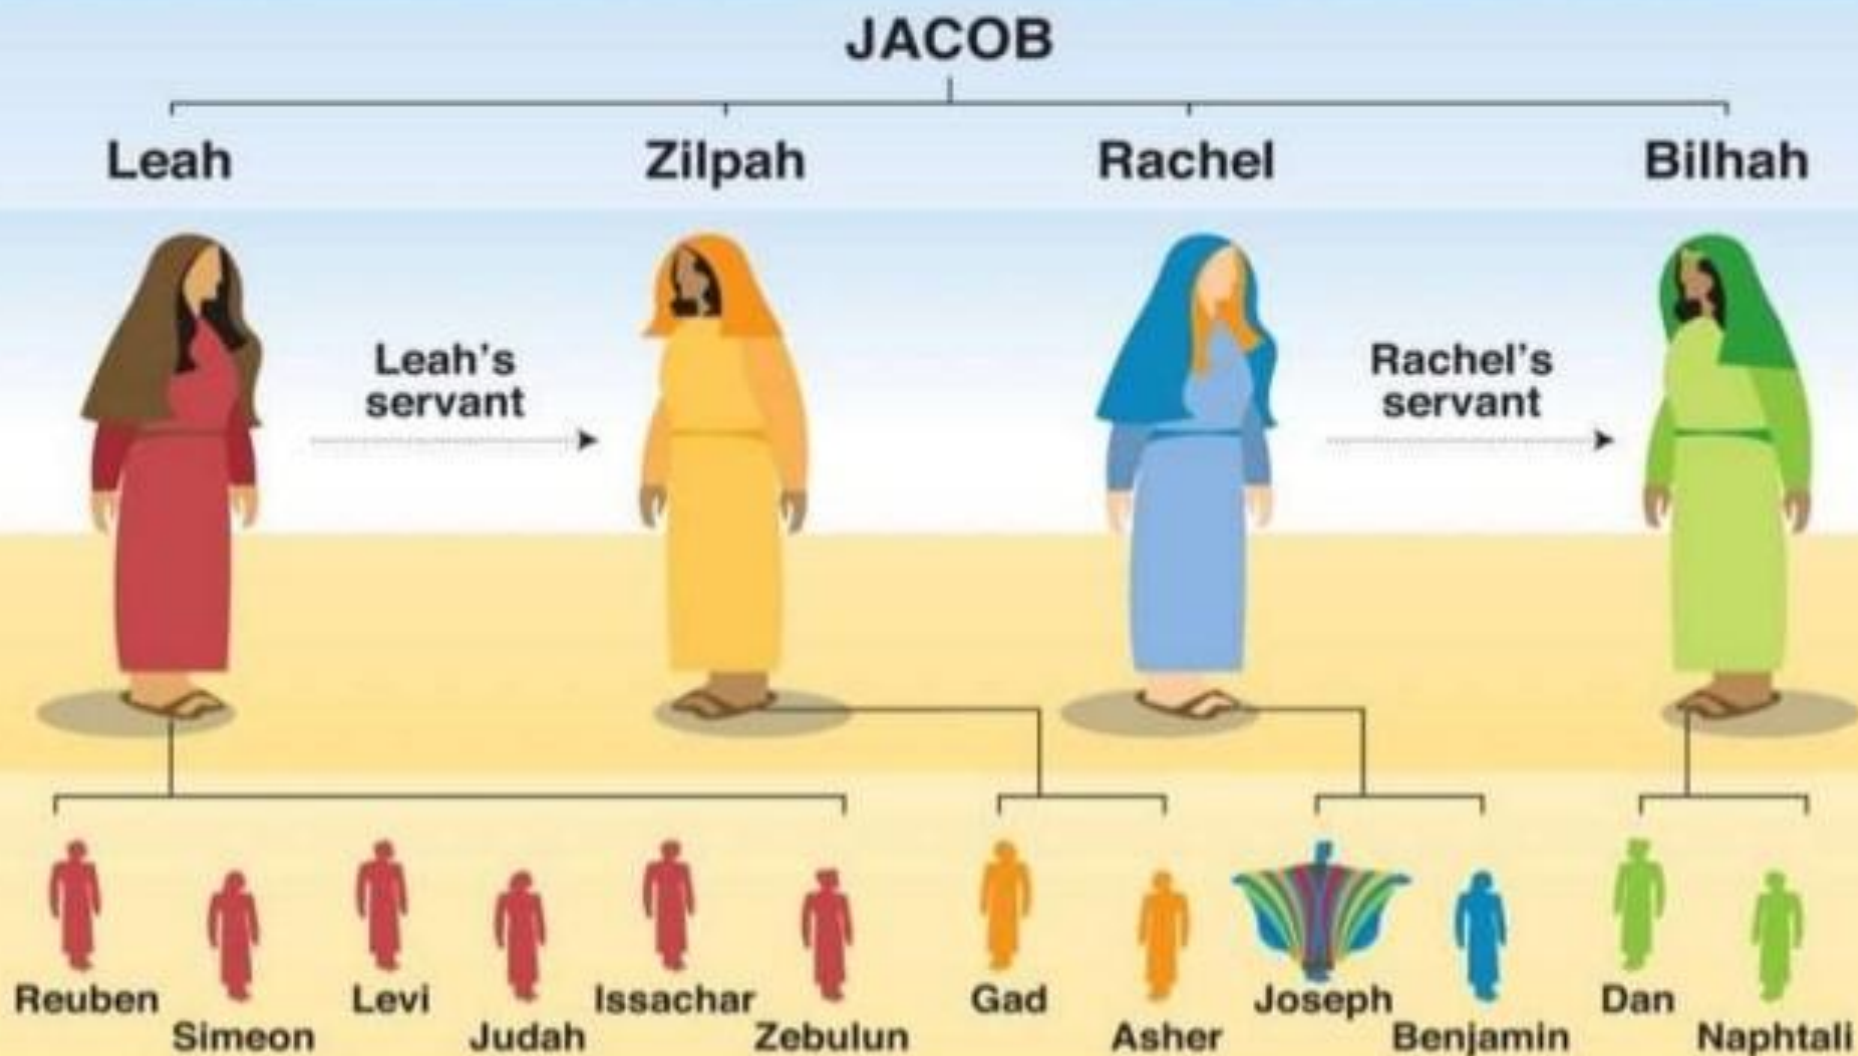 JACOB
Leah Zilpah Rachel Bilhah
Leah's
servant
Rachel's
servant
Reuben Simeon Levi Judah Issachar Zebulun Gad Asher Joseph Benjamin Dan Naphtali